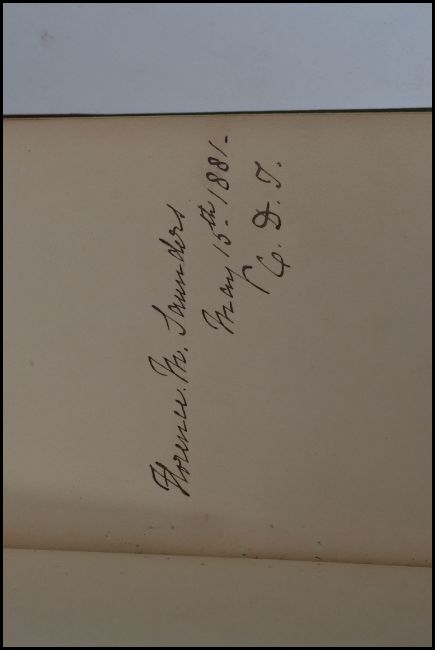 Florence. M. Saunders
May 15th 1881-
C. D. T.